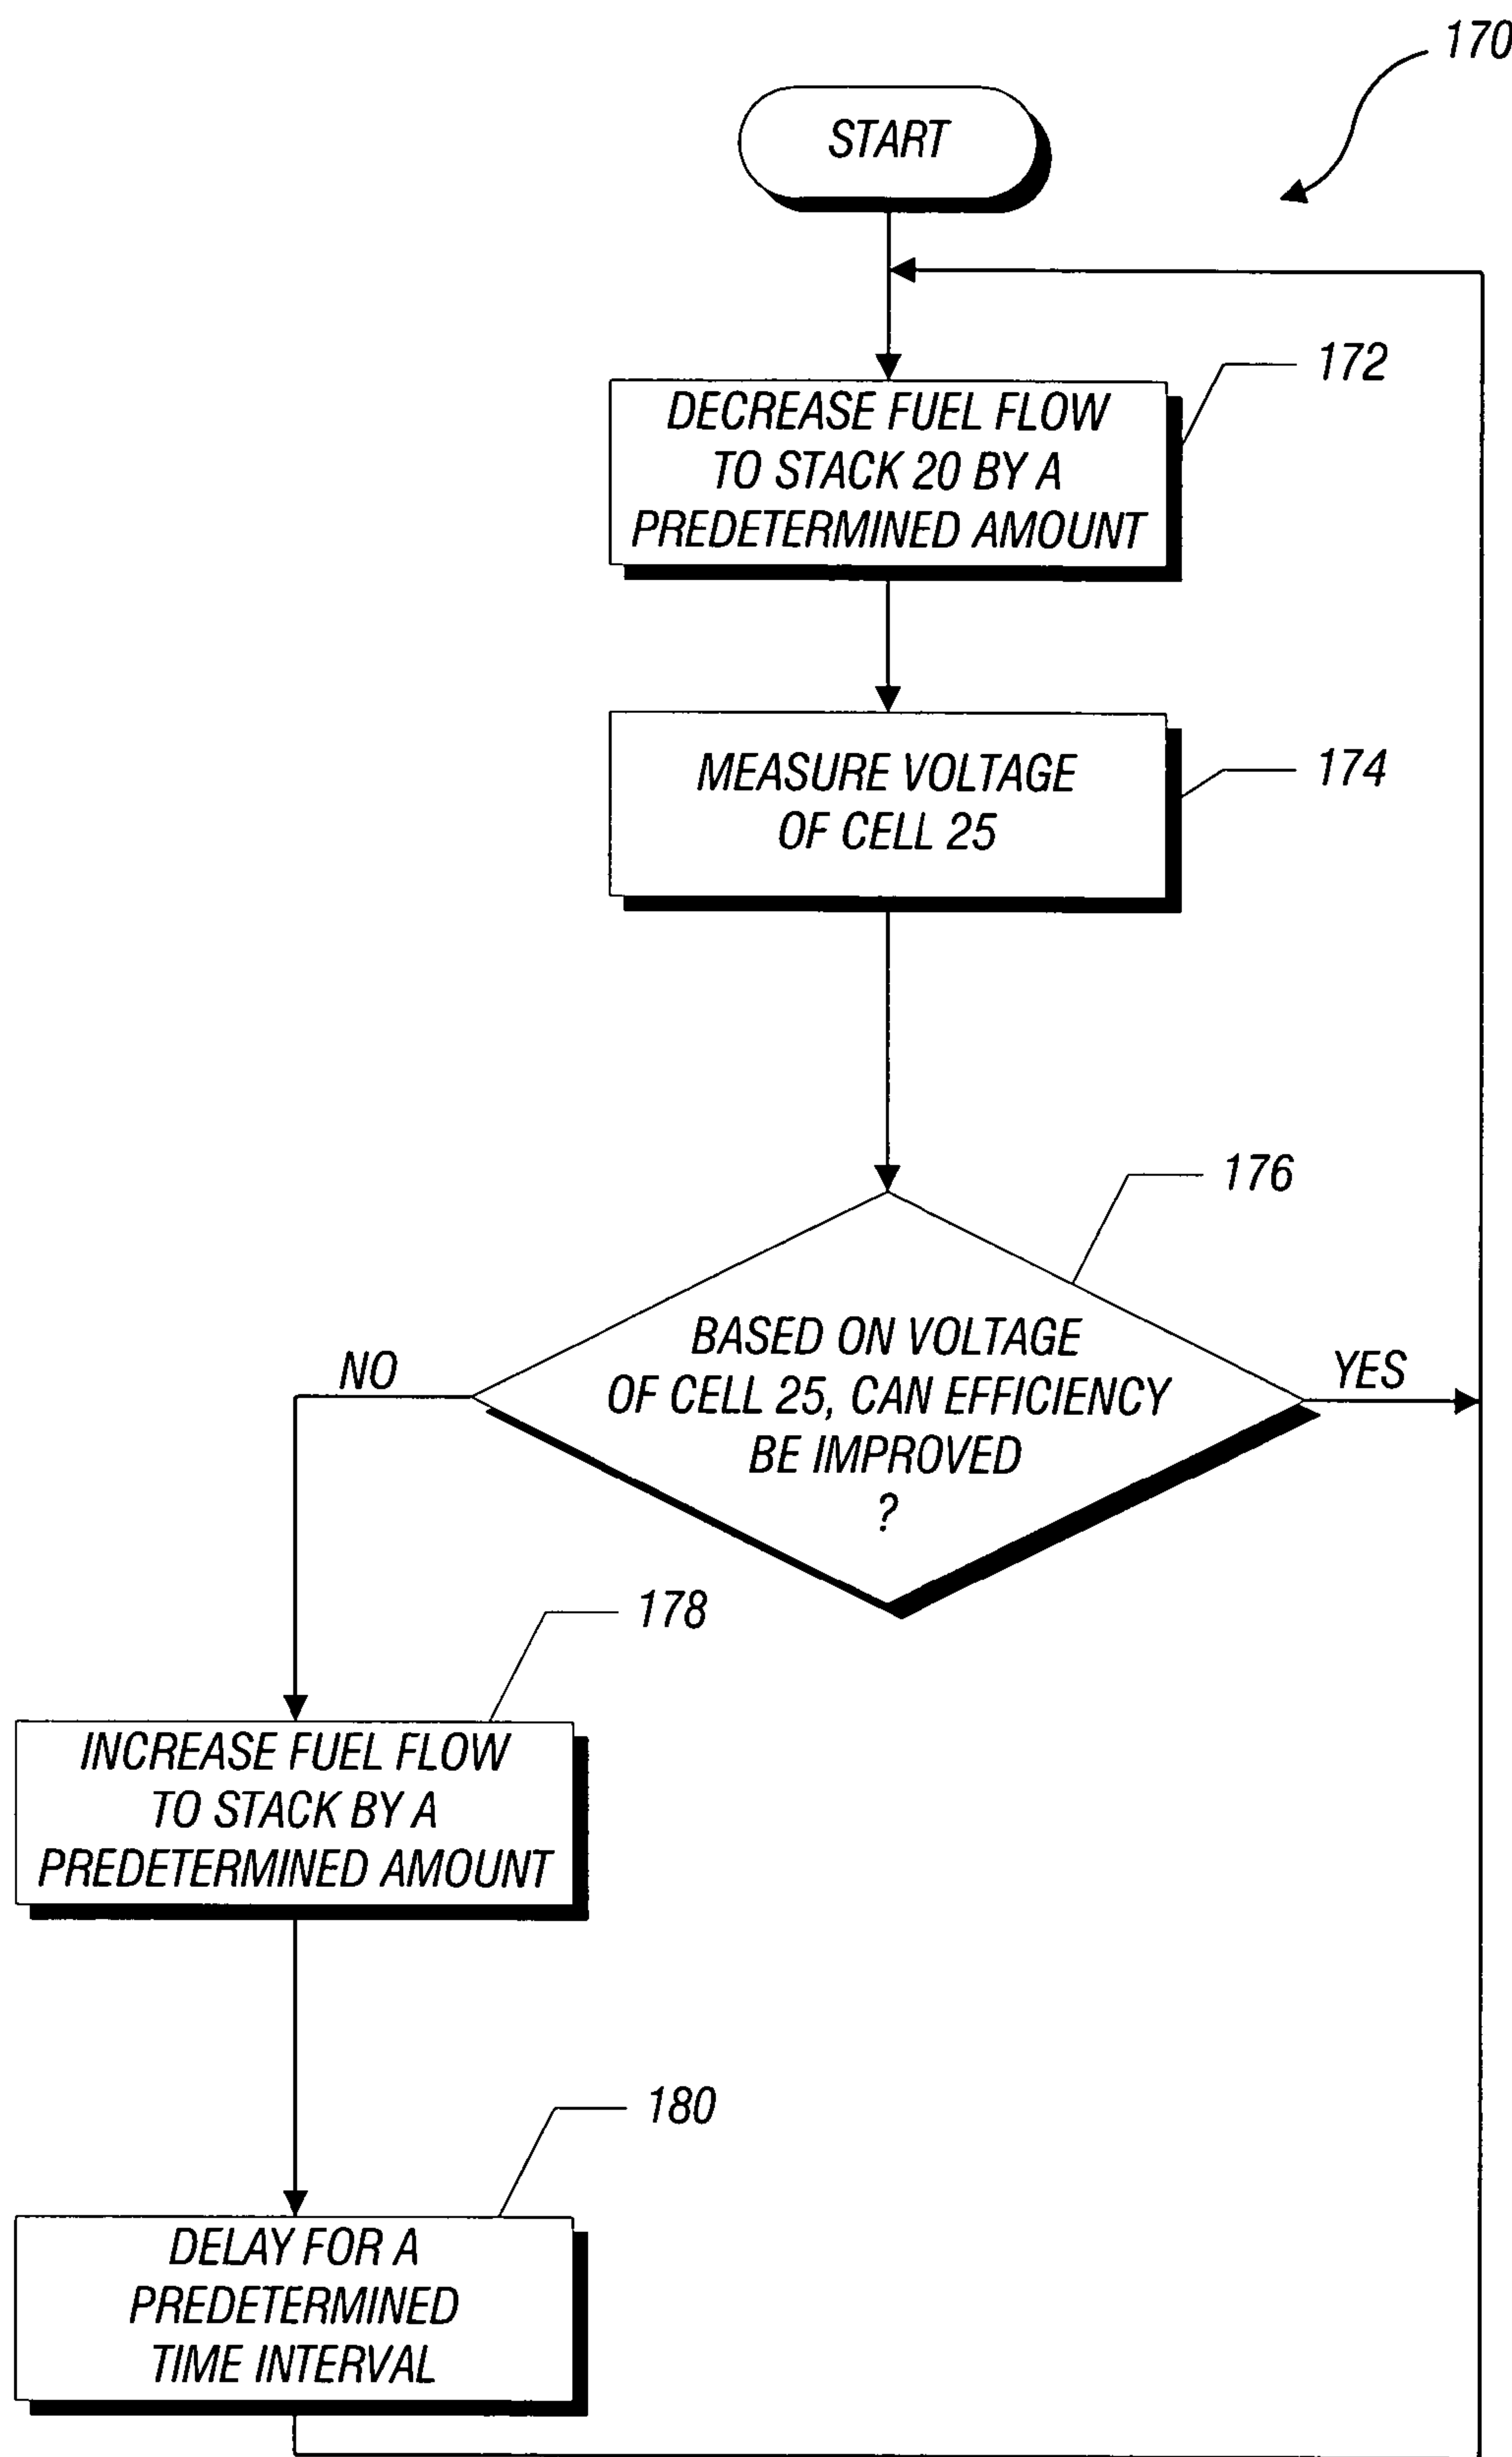 170
START
172
DECREASE FUEL FLOW
TO STACK 20 BY A
PREDETERMINED AMOUNT
MEASURE VOLTAGE
OF CELL 25
174
176
BASED ON VOLTAGE
OF CELL 25, CAN EFFICIENCY
BE IMPROVED
?
NO
YES
178
INCREASE FUEL FLOW
TO STACK BY A
PREDETERMINED AMOUNT
180
DELAY FOR A
PREDETERMINED
TIME INTERVAL